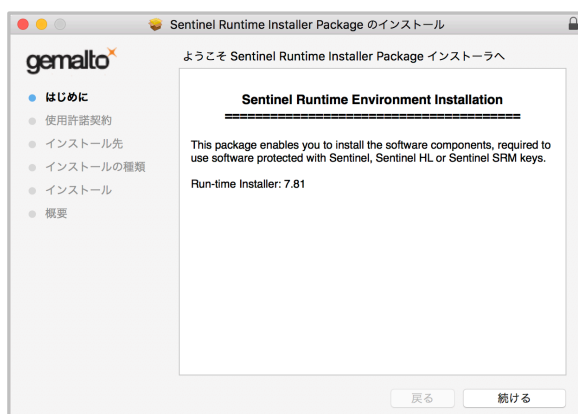 Sentinel Runtime Installer Package のインストール
gemalto
ようこそ Sentinel Runtime Installer Package インストーラへ
はじめに
使用許諾契約
インストール先
インストールの種類
インストール
概要
Sentinel Runtime Environment Installation
=======================================
This package enables you to install the software components, required to
use software protected with Sentinel, Sentinel HL or Sentinel SRM keys.
Run-time Installer: 7.81
戻る
続ける